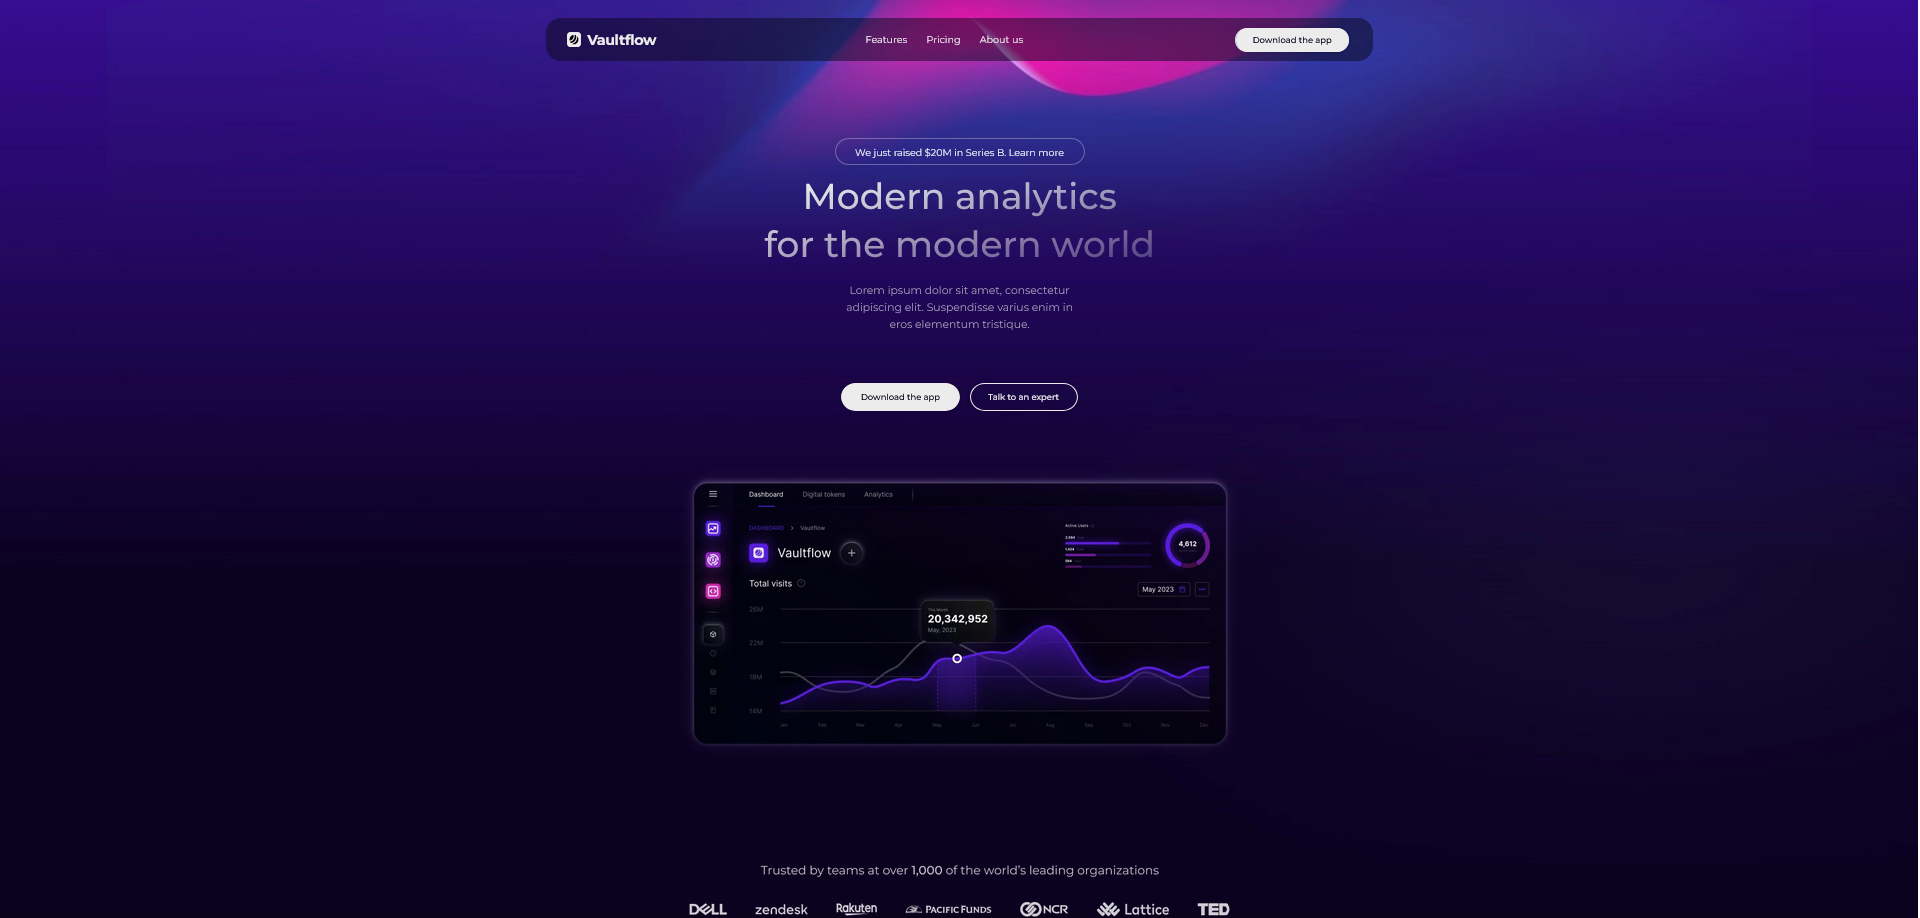 Vaultflow
Features
Pricing
About us
Download the app
We just raised $20M in Series B. Learn more
Modern analytics
for the modern world
Lorem ipsum dolor sit amet, consectetur
adipiscing elit. Suspendisse varius enim in
eros elementum tristique.
Download the app
Talk to an expert
Dashboard
Digital tokens
Analytics
DASHBOARD > Vaultflow
Vaultflow
Active Users
4,612
Total visits
May 2023
26M
22M
18M
14M
This Month
20,342,952
May, 2023
Jan
Feb
Mar
Apr
May
Jun
Jul
Aug
Sep
Oct
Nov
Dec
Trusted by teams at over 1,000 of the world's leading organizations
DELL
zendesk
Rakuten
PACIFIC FUNDS
NCR
Lattice
TED